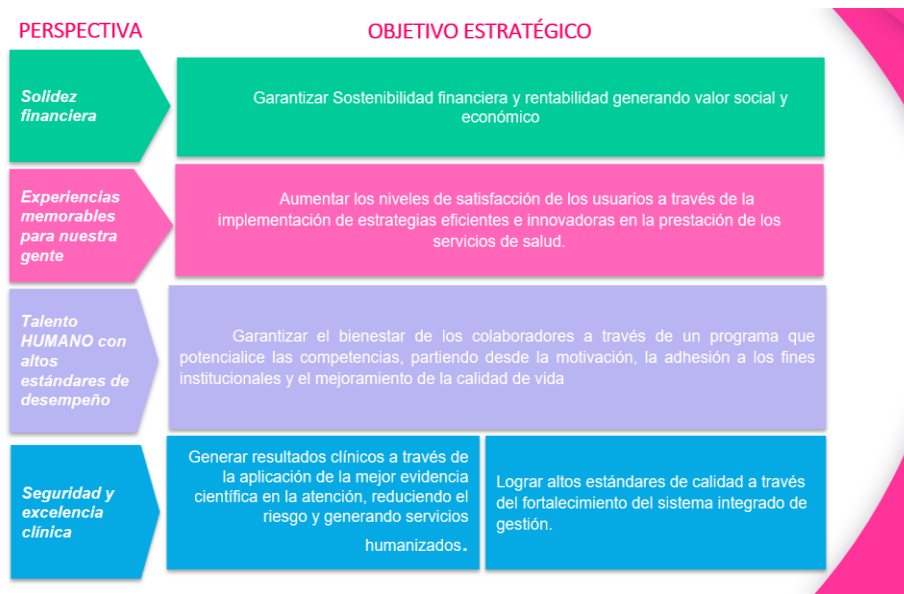 PERSPECTIVA
OBJETIVO ESTRATÉGICO
Solidez
financiera
Garantizar Sostenibilidad financiera y rentabilidad generando valor social y
económico
Experiencias
memorables
para nuestra
gente
Aumentar los niveles de satisfacción de los usuarios a través de la
implementación de estrategias eficientes e innovadoras en la prestación de los
servicios de salud.
Talento
HUMANO con
altos
estándares de
desempeño
Garantizar el bienestar de los colaboradores a través de un programa que
potencialice las competencias, partiendo desde la motivación, la adhesión a los fines
institucionales y el mejoramiento de la calidad de vida
Seguridad y
excelencia
clínica
Generar resultados clínicos a través de
la aplicación de la mejor evidencia
científica en la atención, reduciendo el
riesgo y generando servicios
humanizados.
Lograr altos estándares de calidad a través
del fortalecimiento del sistema integrado de
gestión.